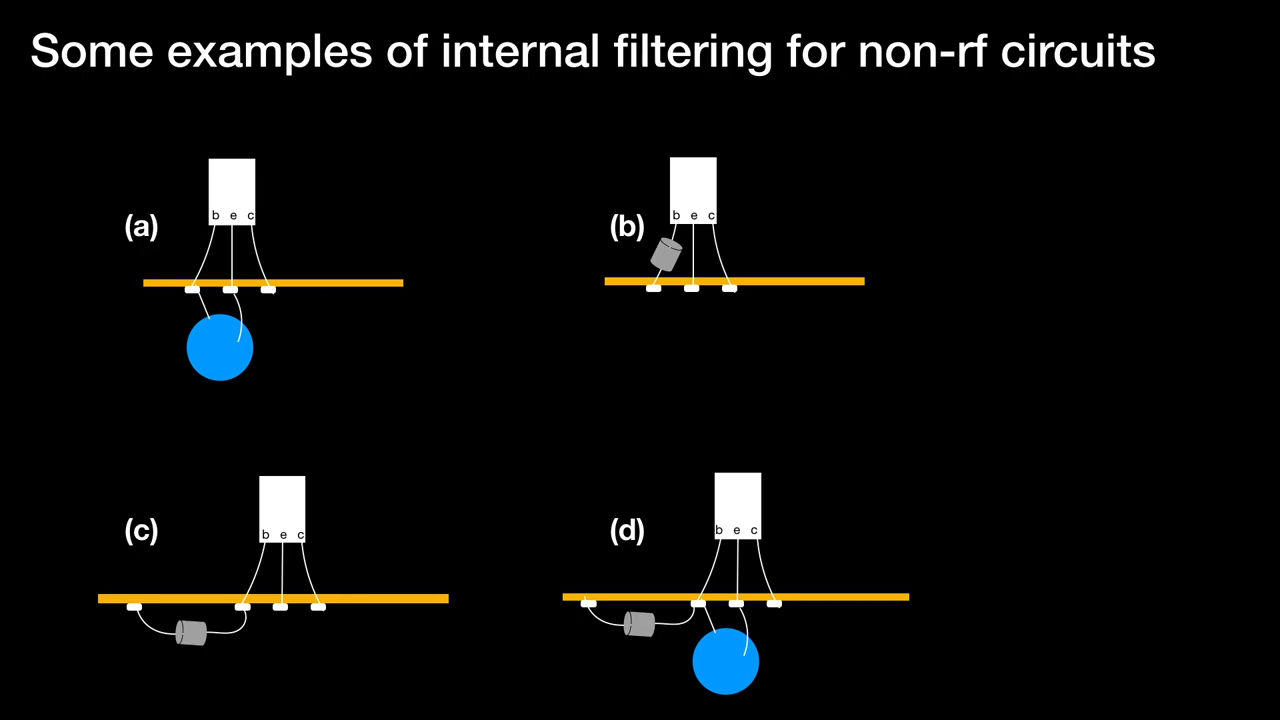 Some examples of internal filtering for non-rf circuits
(a)
b e c
(b)
b e c
(c)
b e c
(d)
b e c